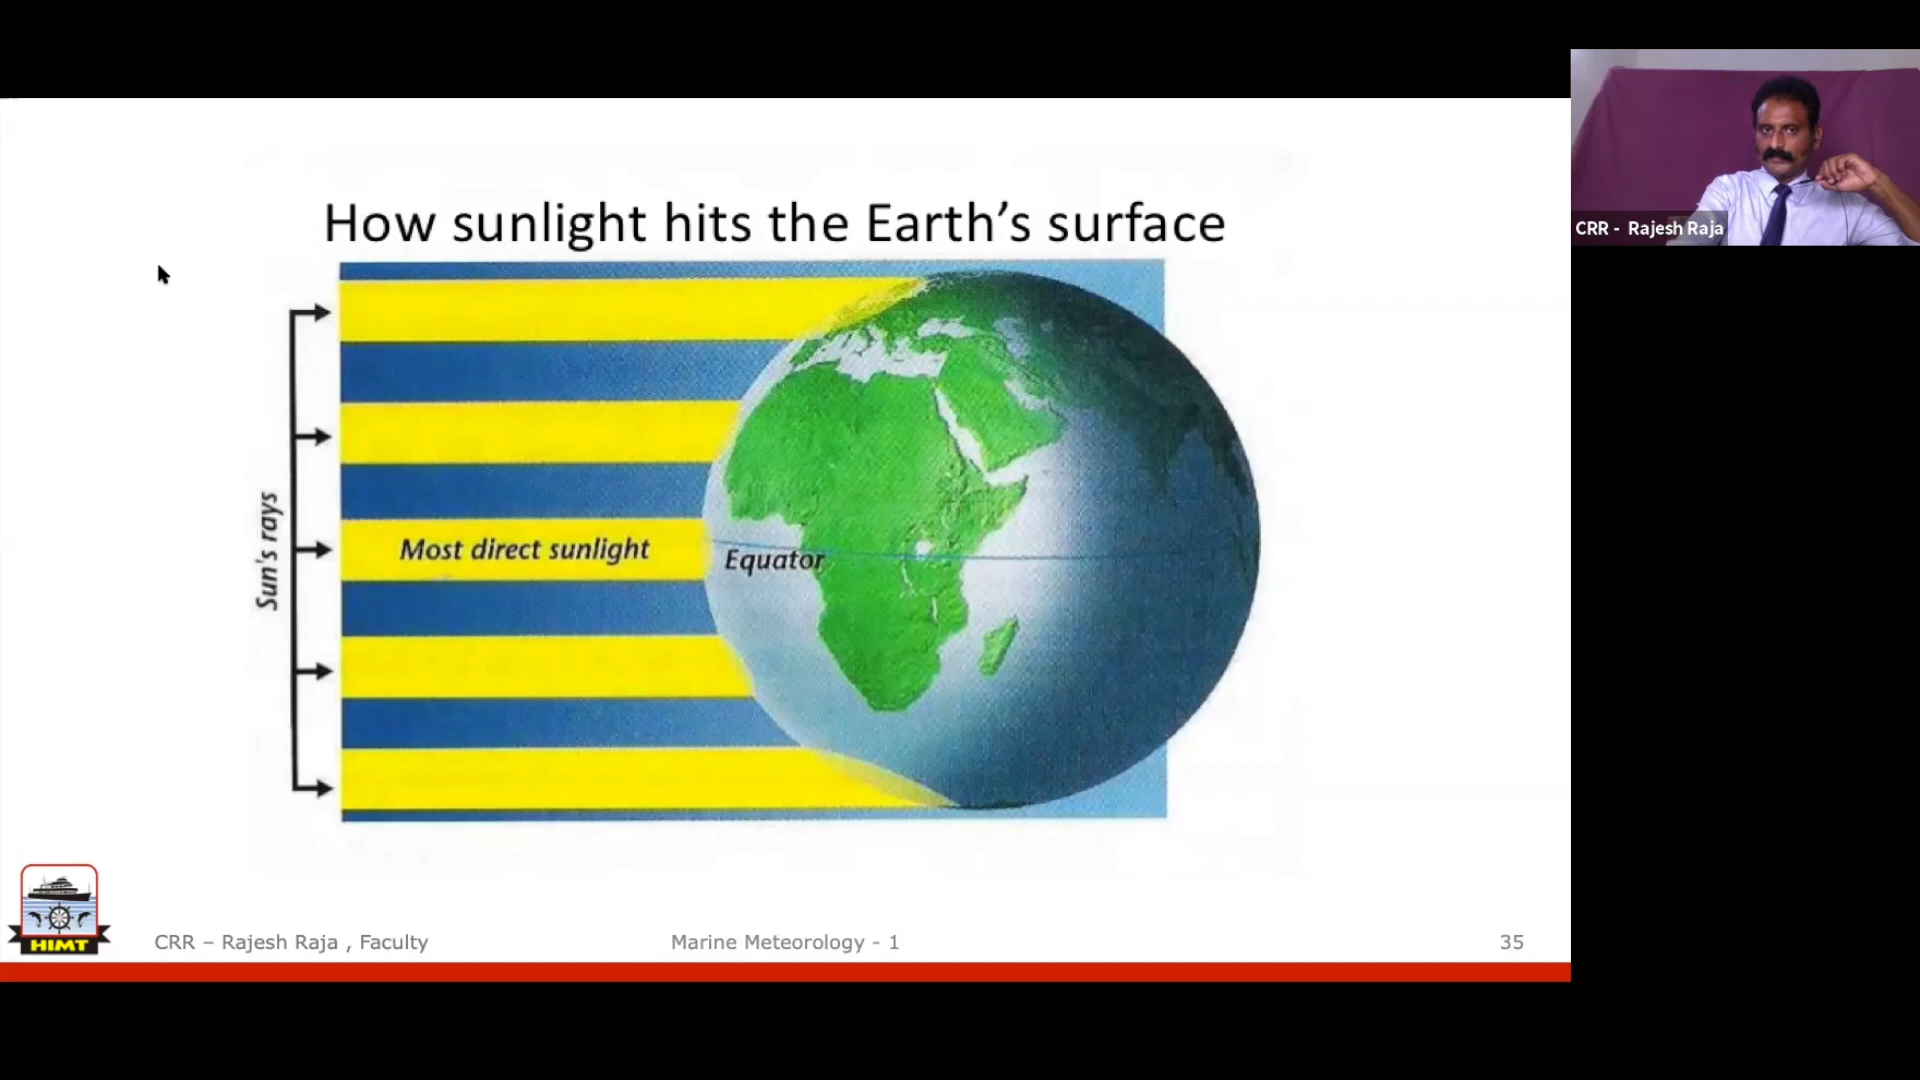 How sunlight hits the Earth’s surface
Sun's rays
Most direct sunlight
Equator
CRR - Rajesh Raja
HIMT
CRR – Rajesh Raja , Faculty
Marine Meteorology - 1
35